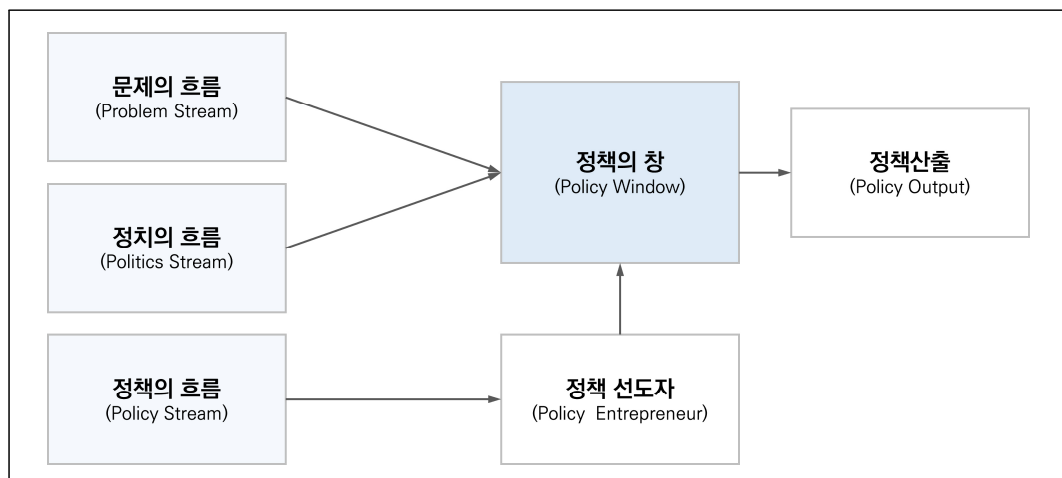 문제의 흐름
(Problem Stream)
정치의 흐름
(Politics Stream)
정책의 흐름
(Policy Stream)
정책의 창
(Policy Window)
정책 선도자
(Policy Entrepreneur)
정책산출
(Policy Output)